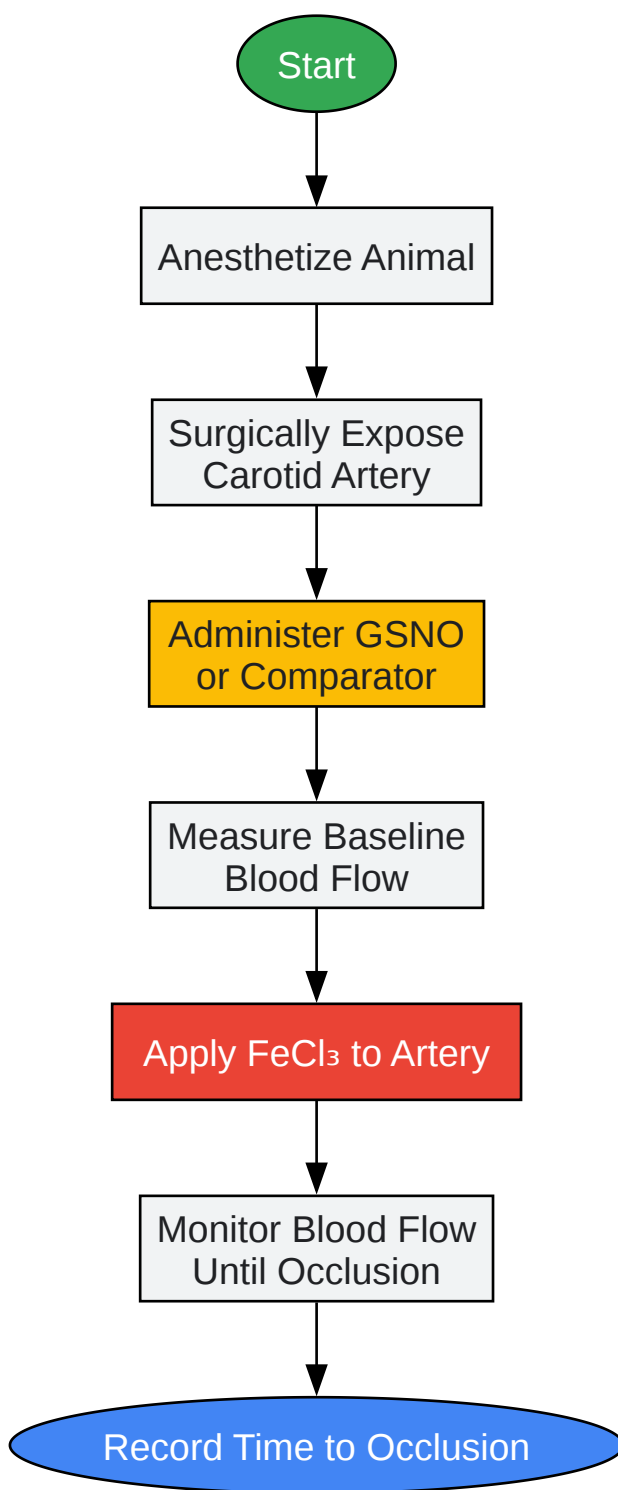 Start
Anesthetize Animal
Surgically Expose
Carotid Artery
Administer GSNO
or Comparator
Measure Baseline
Blood Flow
Apply FeCl₃ to Artery
Monitor Blood Flow
Until Occlusion
Record Time to Occlusion